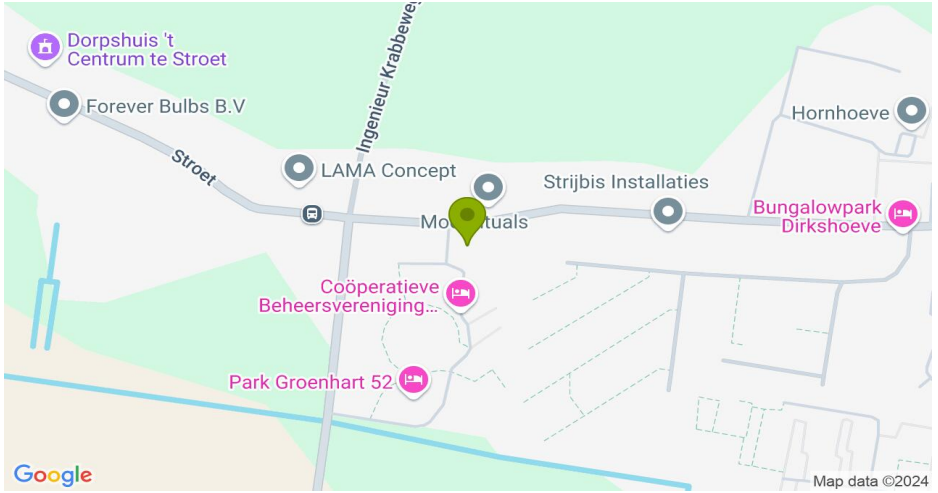 Dorpshuis 't
Centrum te Stroet
Forever Bulbs B.V
Ingenieur Krabbeweg
Stroet
LAMA Concept
Strijbis Installaties
Hornhoeve
Bungalowpark
Dirkshoeve
Coöperatieve
Beheersvereniging...
Park Groenhart 52
Google
Map data ©2024